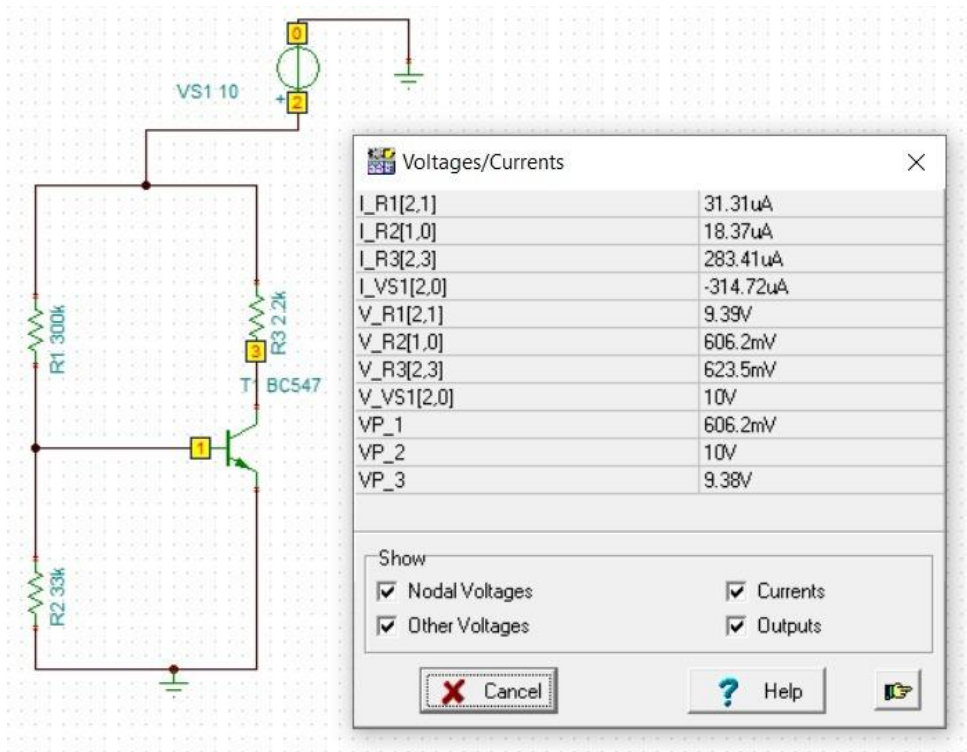 0
VS1 10
+
2
R1 300k
R3 2.2k
3
T1 BC547
1
R2 33k
Voltages/Currents
I_R1[2,1] 31.31uA
I_R2[1,0] 18.37uA
I_R3[2,3] 283.41uA
I_VS1[2,0] -314.72uA
V_R1[2,1] 9.39V
V_R2[1,0] 606.2mV
V_R3[2,3] 623.5mV
V_VS1[2,0] 10V
VP_1 606.2mV
VP_2 10V
VP_3 9.38V
Show
Nodal Voltages
Currents
Other Voltages
Outputs
Cancel
? Help